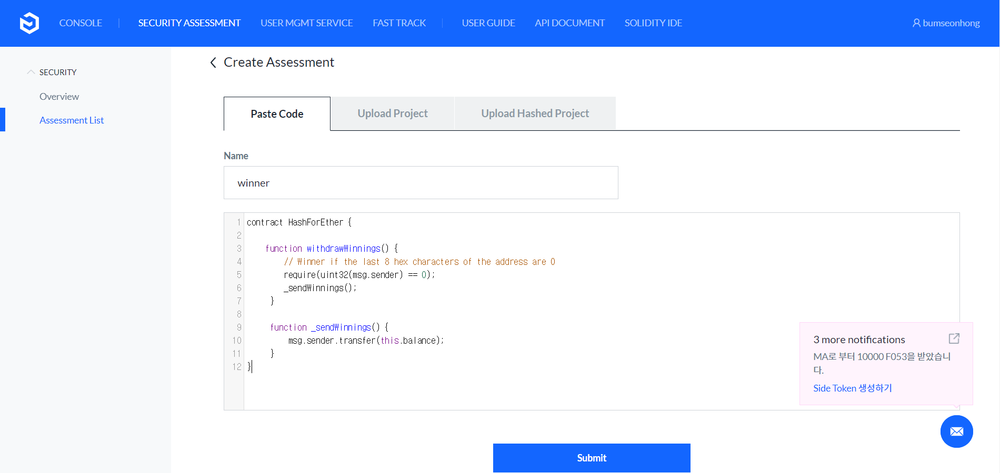 CONSOLE | SECURITY ASSESSMENT USER MGMT SERVICE FAST TRACK | USER GUIDE API DOCUMENT SOLIDITY IDE bumseonhong
SECURITY
Overview
Assessment List
Create Assessment
Paste Code Upload Project Upload Hashed Project
Name
winner
1 contract HashForEther {
2
3 function withdrawWinnings() {
4 // Winner if the last 8 hex characters of the address are 0
5 require(uint32(msg.sender) == 0);
6 _sendWinnings();
7 }
8
9 function _sendWinnings() {
10 msg.sender.transfer(this.balance);
11 }
12 }
3 more notifications
MA로 부터 10000 F053을 받았습니
다.
Side Token 생성하기
Submit